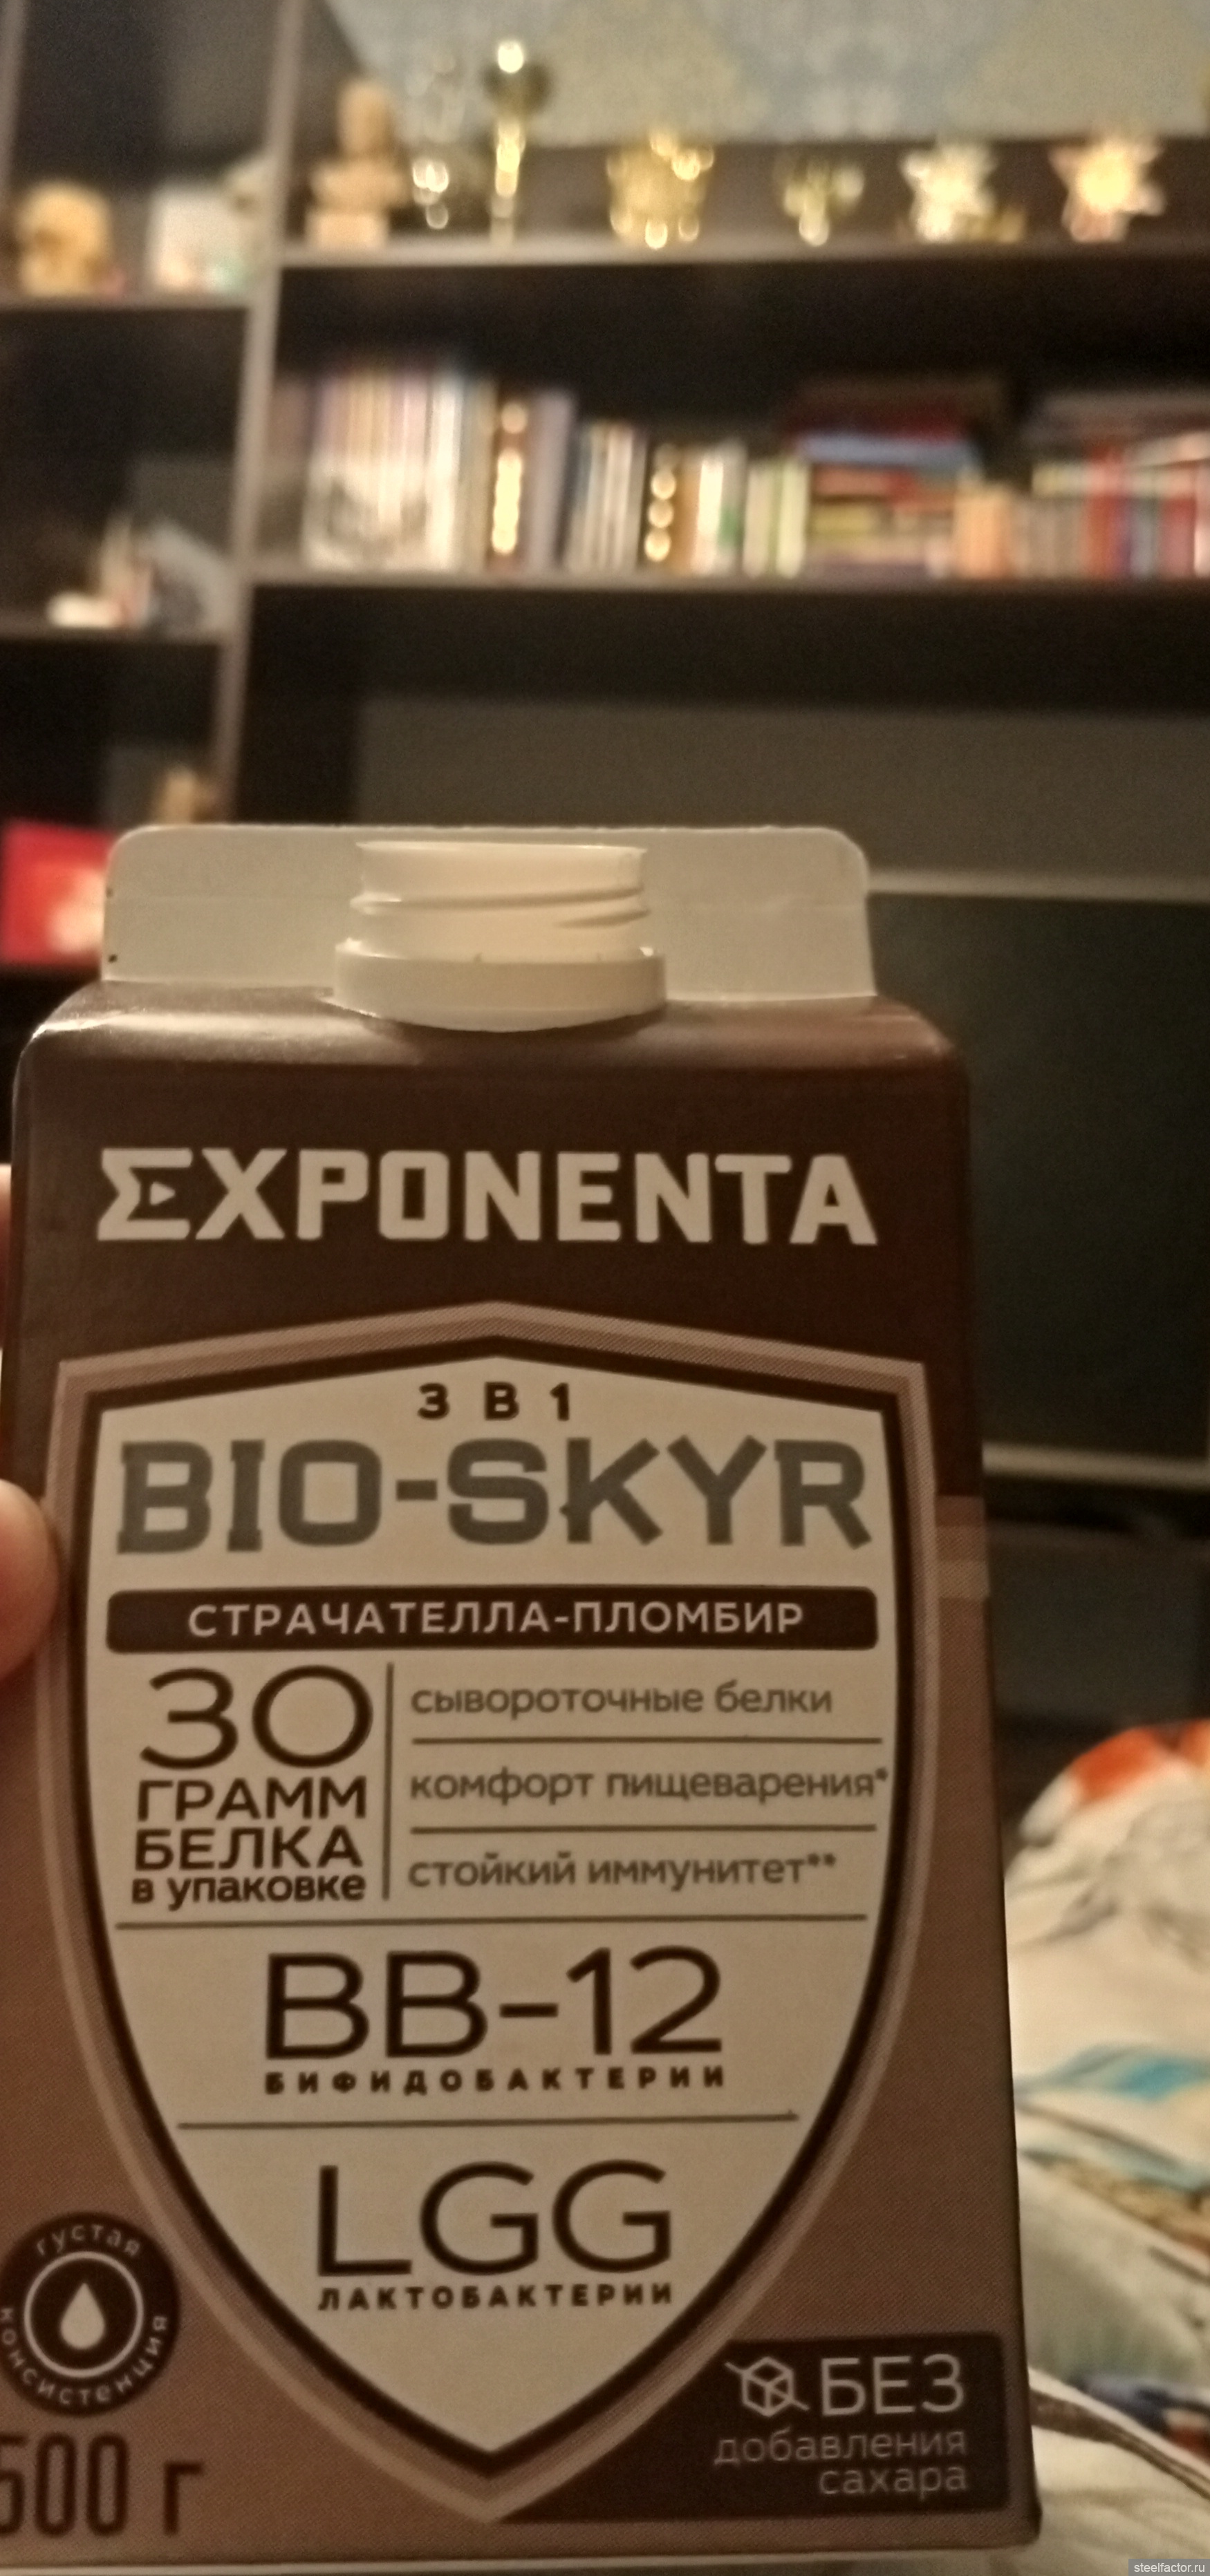 EXPONENTA
3 В 1
BIO-SKYR
СТРАЧАТЕЛЛА-ПЛОМБИР
30
ГРАММ
БЕЛКА
в упаковке
сывороточные белки
комфорт пищеварения*
стойкий иммунитет**
BB-12
БИФИДОБАКТЕРИИ
LGG
ЛАКТОБАКТЕРИИ
густая
консистенция
500 г
БЕЗ
добавления
сахара
steelfactor.ru